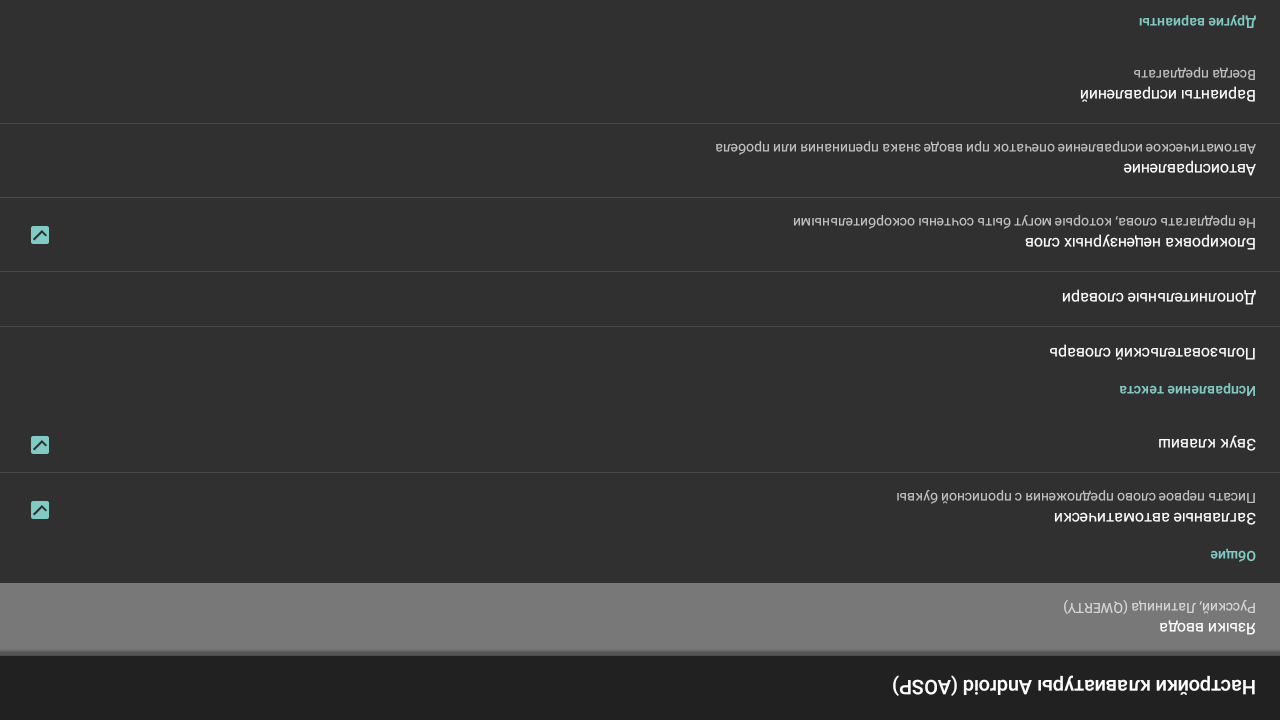 Настройки клавиатуры Android (AOSP)
Языки ввода
Русский, Латиница (QWERTY)
Общие
Заглавные автоматически
Писать первое слово предложения с прописной буквы
Звук клавиш
Исправление текста
Пользовательский словарь
Дополнительные словари
Блокировка нецензурных слов
Не предлагать слова, которые могут быть сочтены оскорбительными
Автоисправление
Автоматическое исправление опечаток при вводе знака препинания или пробела
Варианты исправлений
Всегда предлагать
Другие варианты